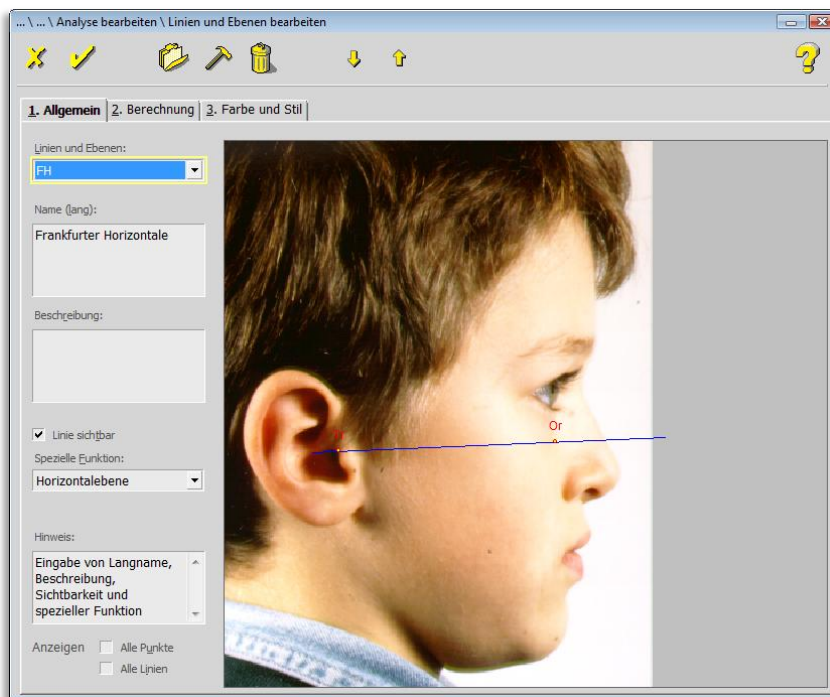 ... \ ... \ Analyse bearbeiten \ Linien und Ebenen bearbeiten
1. Allgemein
2. Berechnung
3. Farbe und Stil
Linien und Ebenen:
FH
Name (lang):
Frankfurter Horizontale
Beschreibung:
Linie sichtbar
Spezielle Funktion:
Horizontalebene
Hinweis:
Eingabe von Langname,
Beschreibung,
Sichtbarkeit und
spezieller Funktion
Anzeigen
Alle Punkte
Alle Linien
Or